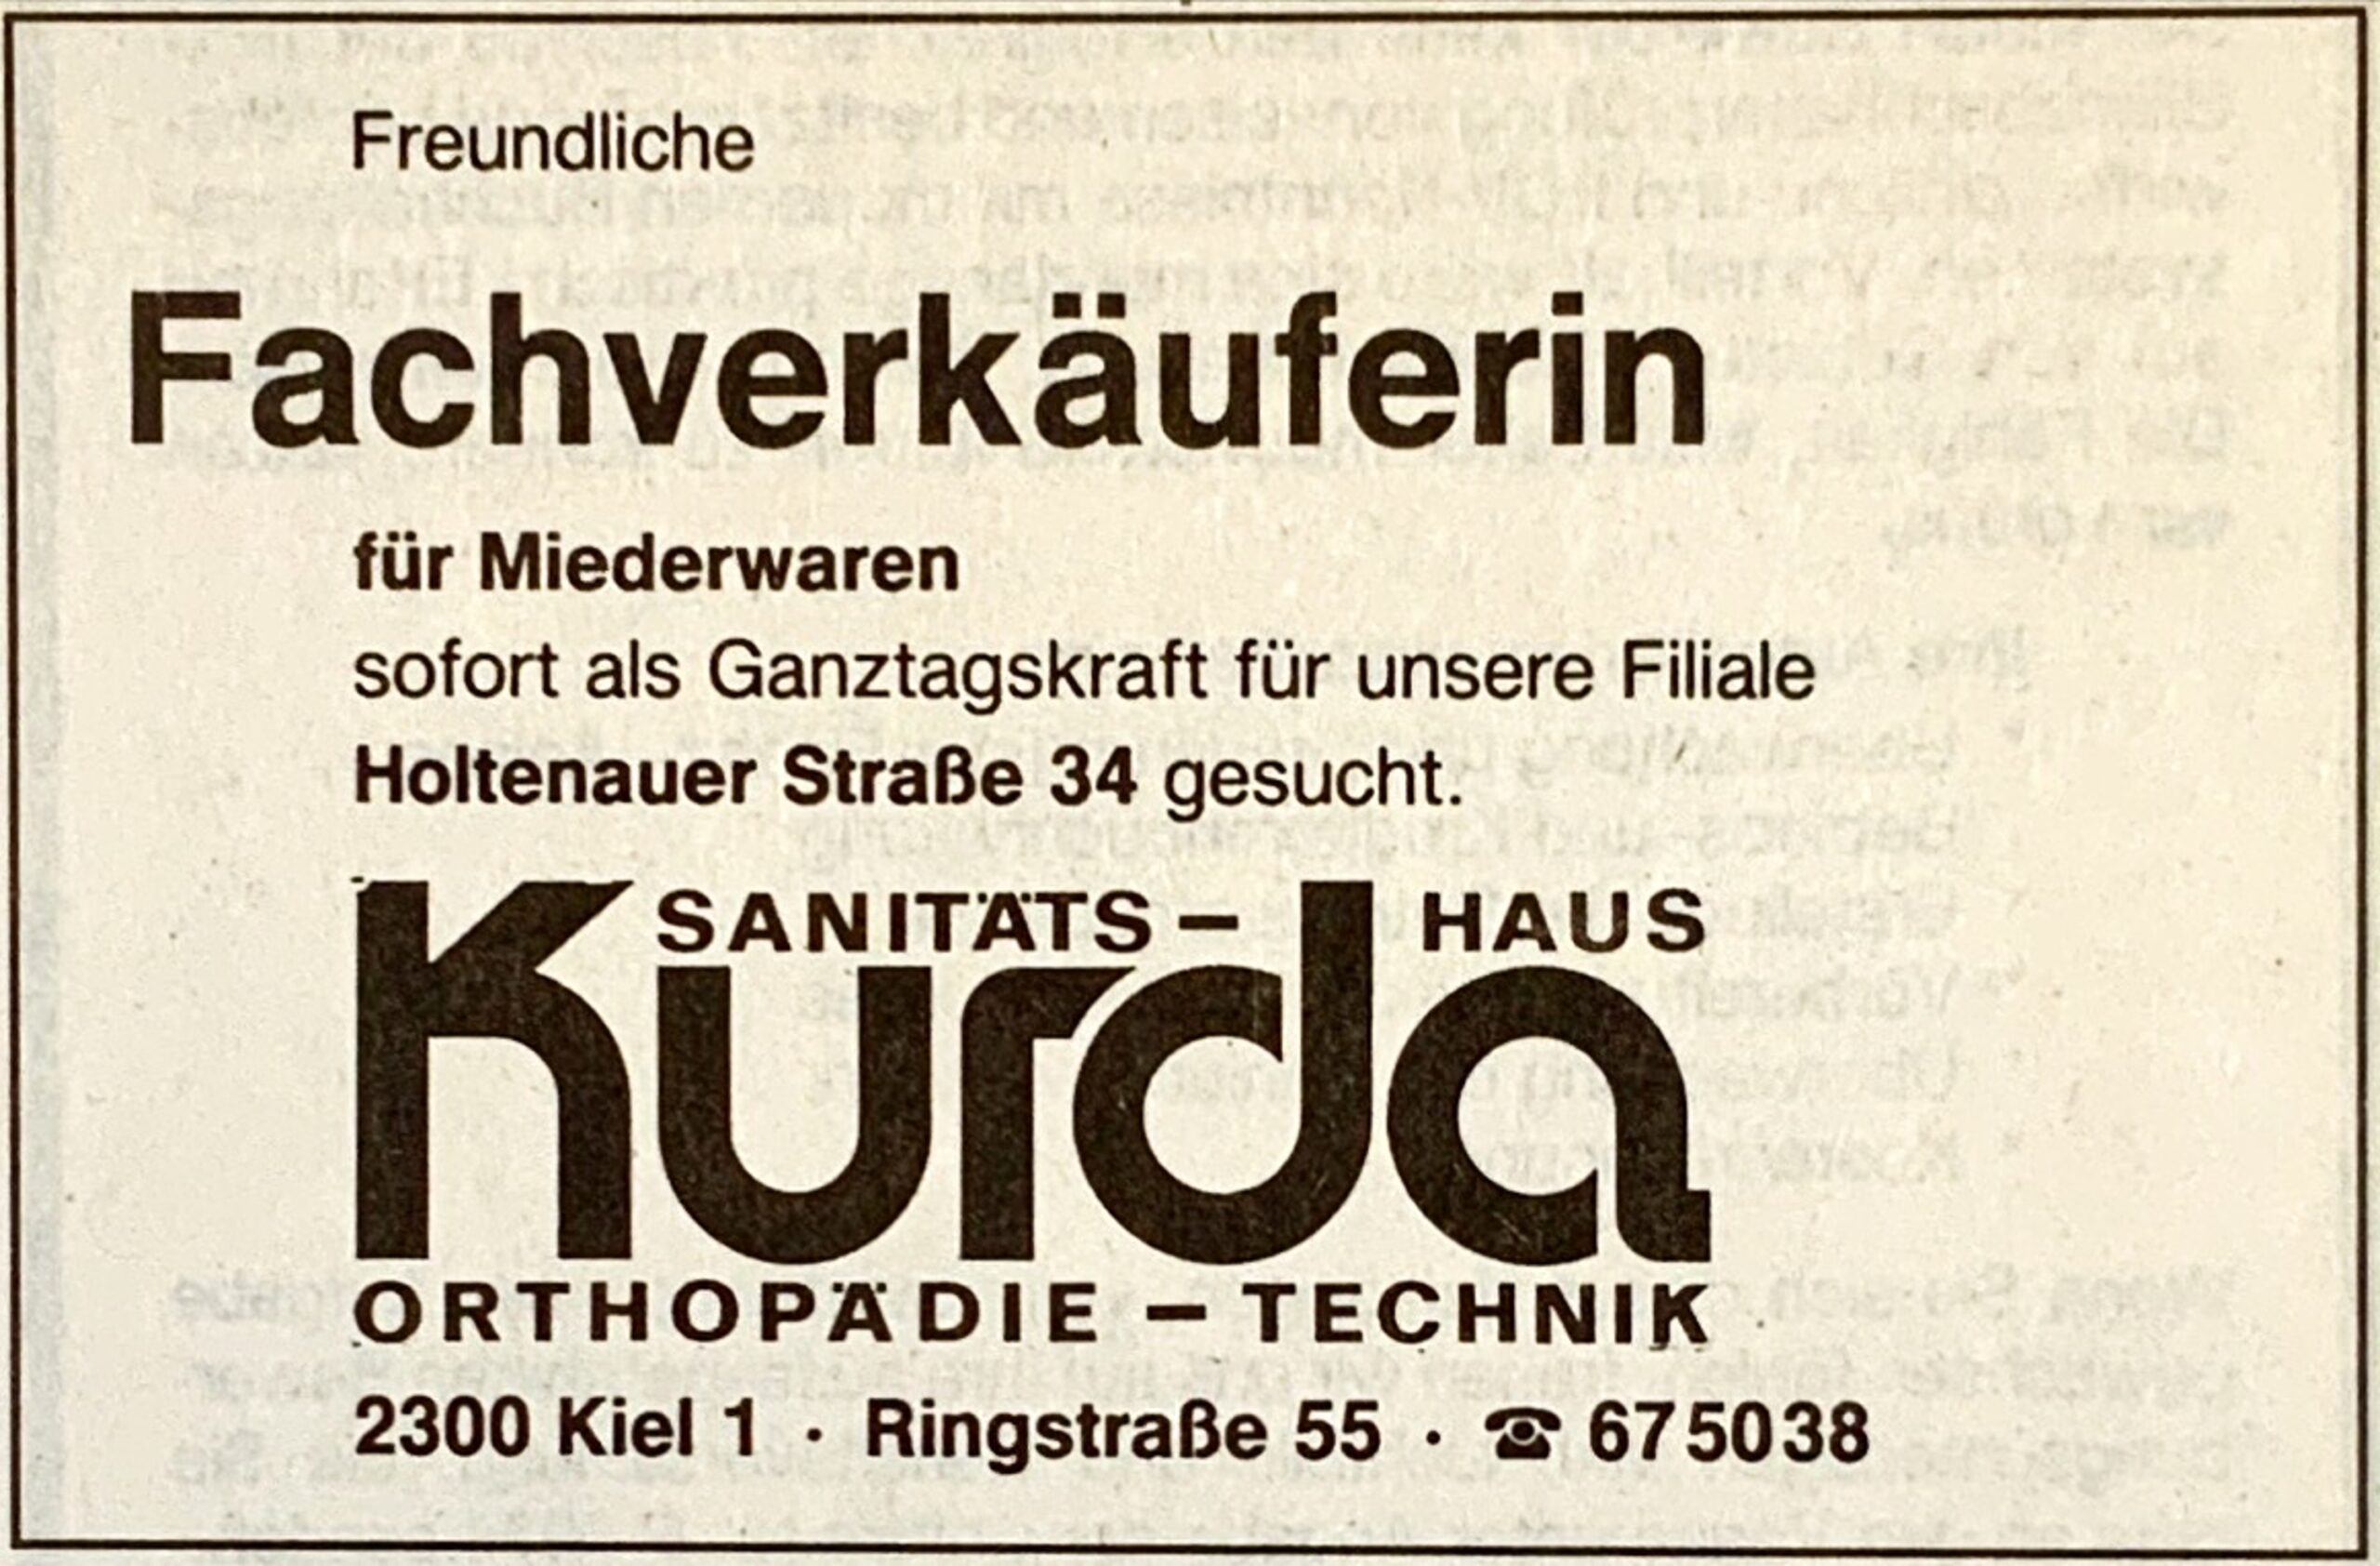 Freundliche
Fachverkäuferin
für Miederwaren
sofort als Ganztagskraft für unsere Filiale
Holtenauer Straße 34 gesucht.
SANITÄTS – HAUS
Kurda
ORTHOPÄDIE – TECHNIK
2300 Kiel 1 · Ringstraße 55 · ☎ 675038